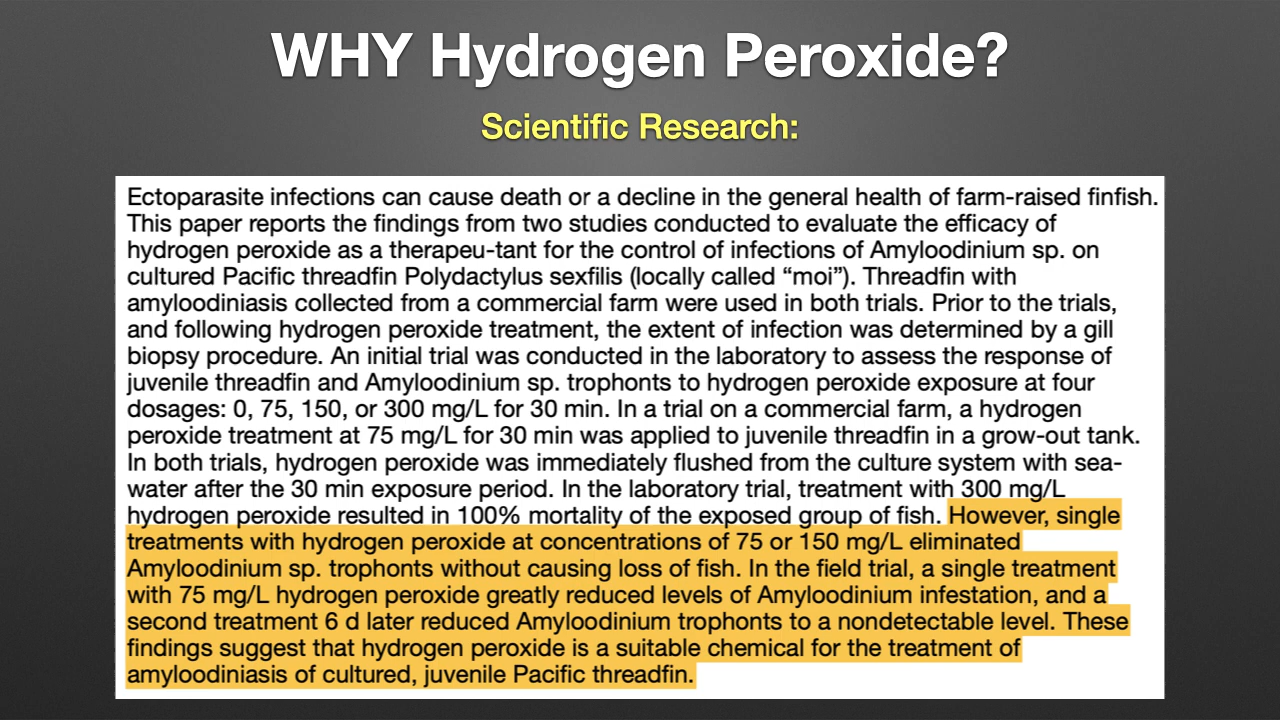 WHY Hydrogen Peroxide?
Scientific Research:
Ectoparasite infections can cause death or a decline in the general health of farm-raised finfish.
This paper reports the findings from two studies conducted to evaluate the efficacy of
hydrogen peroxide as a therapeu-tant for the control of infections of Amyloodinium sp. on
cultured Pacific threadfin Polydactylus sexfilis (locally called “moi”). Threadfin with
amyloodiniasis collected from a commercial farm were used in both trials. Prior to the trials,
and following hydrogen peroxide treatment, the extent of infection was determined by a gill
biopsy procedure. An initial trial was conducted in the laboratory to assess the response of
juvenile threadfin and Amyloodinium sp. trophonts to hydrogen peroxide exposure at four
dosages: 0, 75, 150, or 300 mg/L for 30 min. In a trial on a commercial farm, a hydrogen
peroxide treatment at 75 mg/L for 30 min was applied to juvenile threadfin in a grow-out tank.
In both trials, hydrogen peroxide was immediately flushed from the culture system with sea-
water after the 30 min exposure period. In the laboratory trial, treatment with 300 mg/L
hydrogen peroxide resulted in 100% mortality of the exposed group of fish. However, single
treatments with hydrogen peroxide at concentrations of 75 or 150 mg/L eliminated
Amyloodinium sp. trophonts without causing loss of fish. In the field trial, a single treatment
with 75 mg/L hydrogen peroxide greatly reduced levels of Amyloodinium infestation, and a
second treatment 6 d later reduced Amyloodinium trophonts to a nondetectable level. These
findings suggest that hydrogen peroxide is a suitable chemical for the treatment of
amyloodiniasis of cultured, juvenile Pacific threadfin.